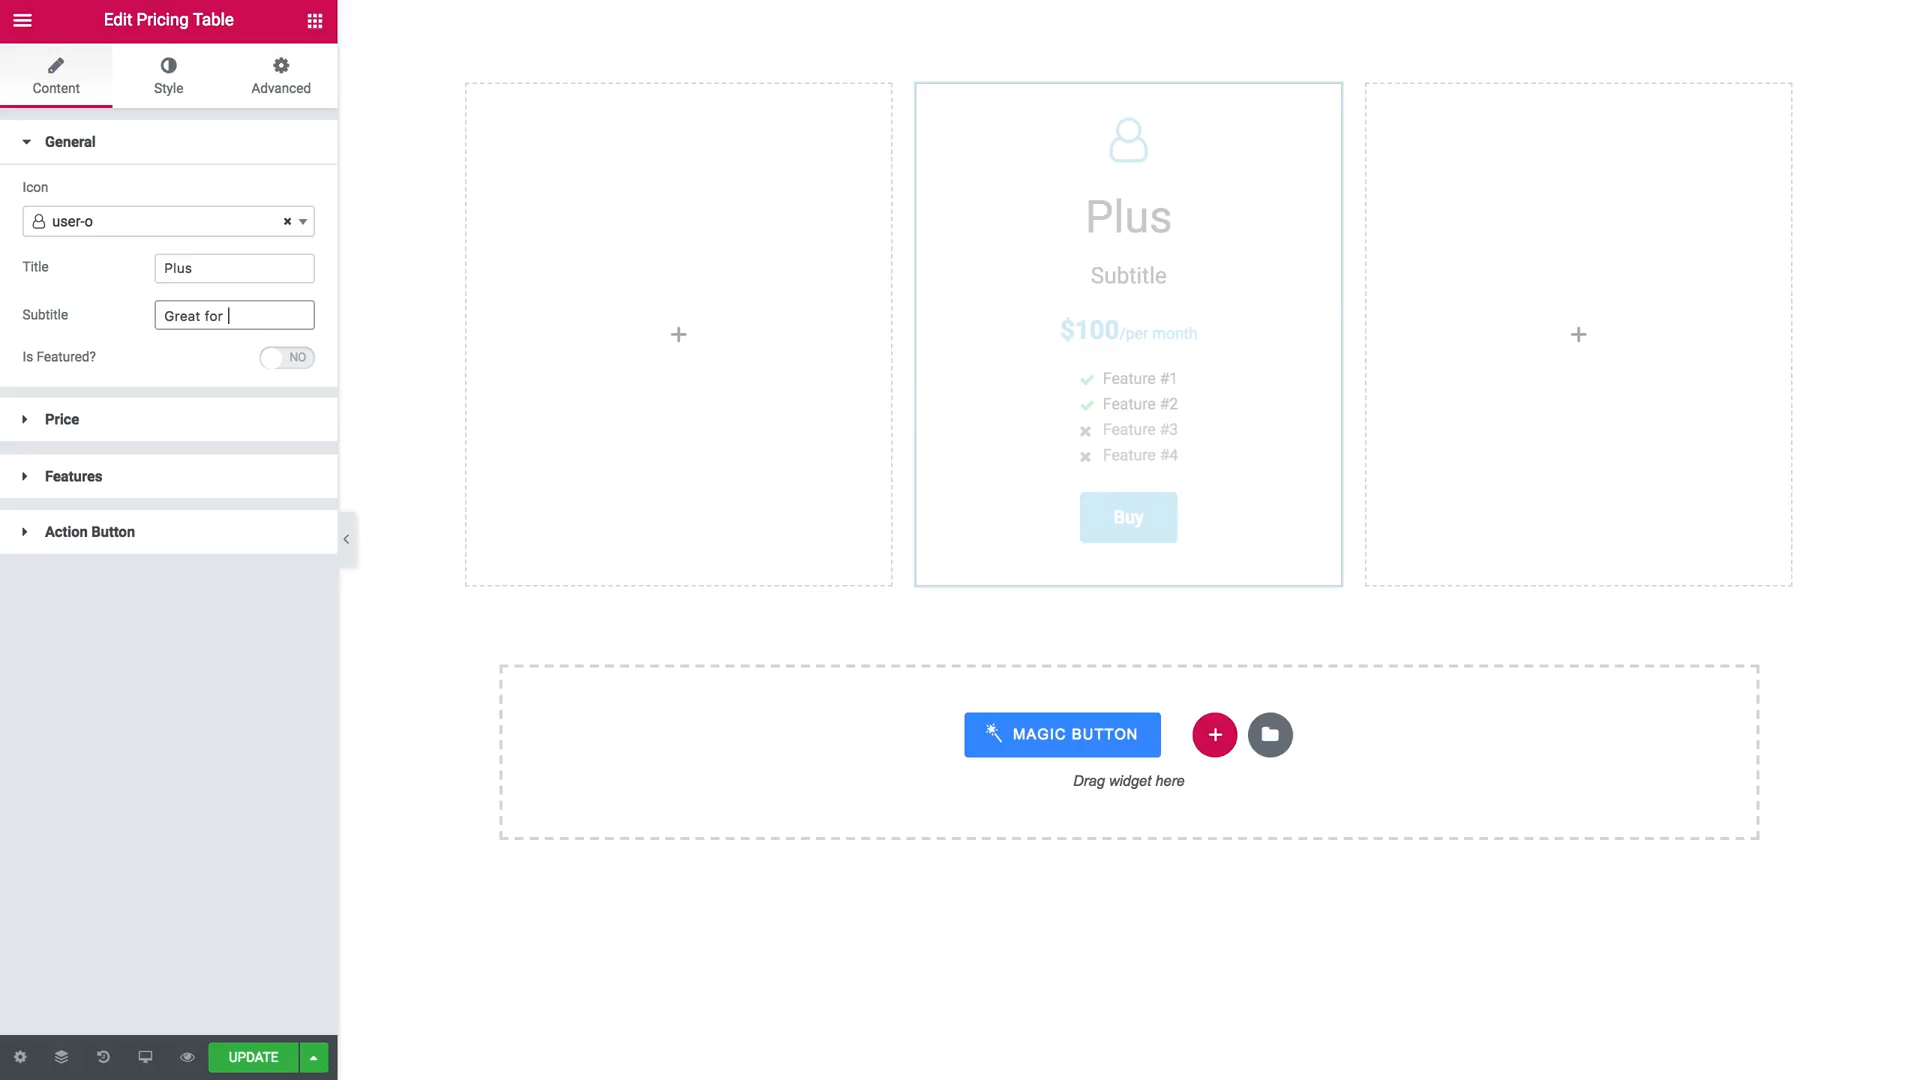 Edit Pricing Table
Content
Style
Advanced
General
Icon
user-o
Title
Plus
Subtitle
Great for
Is Featured?
NO
Price
Features
Action Button
UPDATE
Plus
Subtitle
$100/per month
Feature #1
Feature #2
Feature #3
Feature #4
Buy
MAGIC BUTTON
Drag widget here